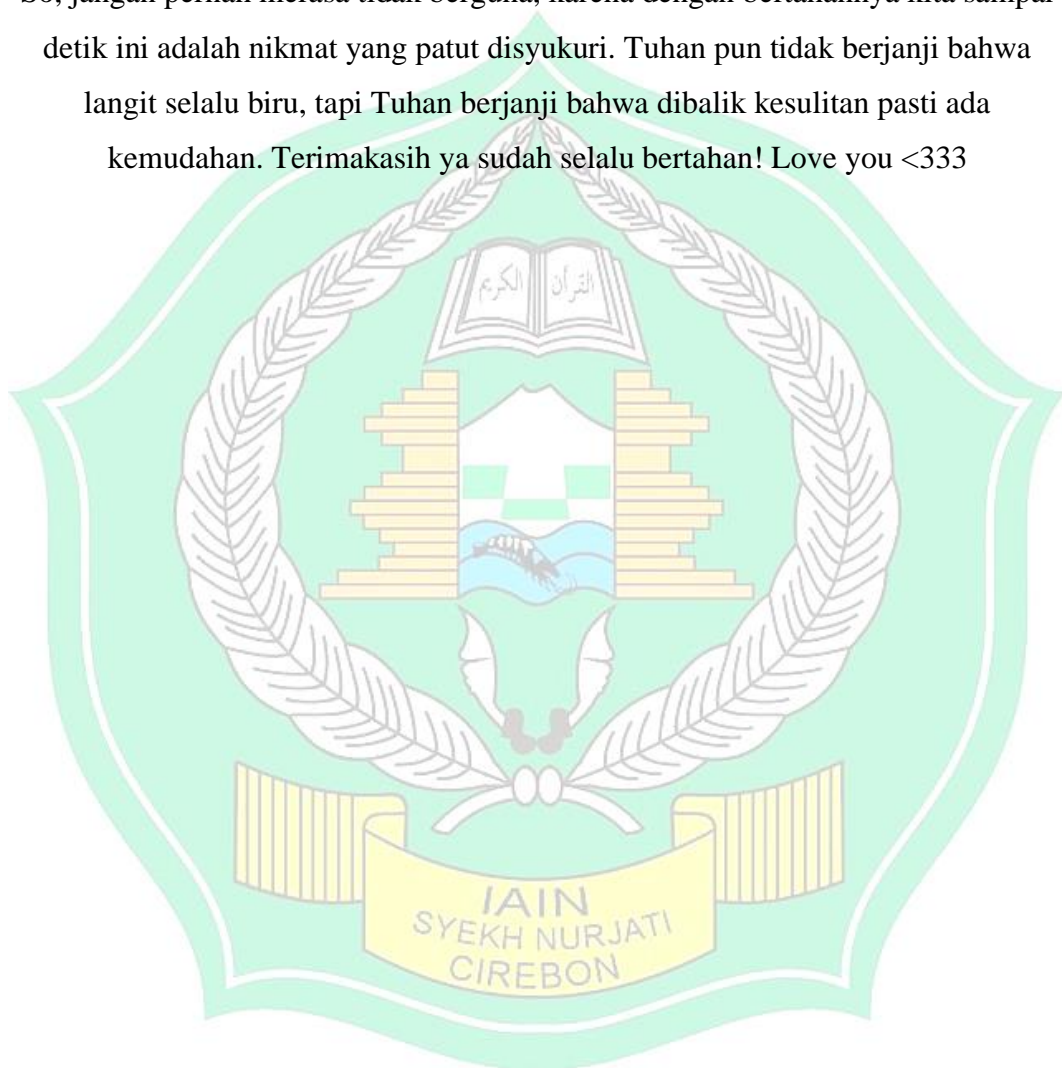 So, jangan pernah merasa tidak berguna, karena dengan bertahannya kita sampai
detik ini adalah nikmat yang patut disyukuri. Tuhan pun tidak berjanji bahwa
langit selalu biru, tapi Tuhan berjanji bahwa dibalik kesulitan pasti ada
kemudahan. Terimakasih ya sudah selalu bertahan! Love you <333
القرآن الكريم
IAIN
SYEKH NURJATI
CIREBON